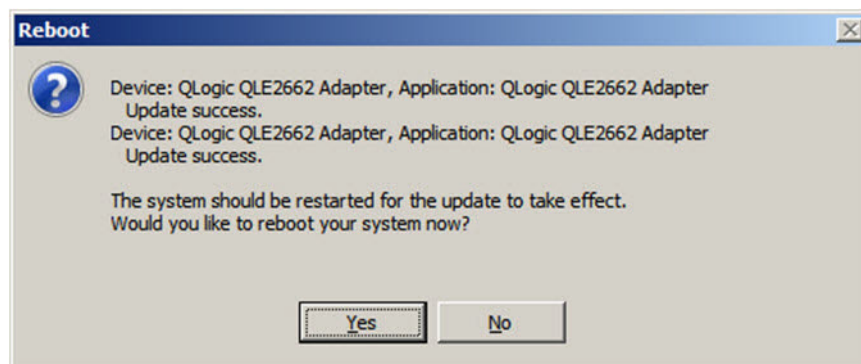 Reboot
Device: QLogic QLE2662 Adapter, Application: QLogic QLE2662 Adapter
Update success.
Device: QLogic QLE2662 Adapter, Application: QLogic QLE2662 Adapter
Update success.
The system should be restarted for the update to take effect.
Would you like to reboot your system now?
Yes No